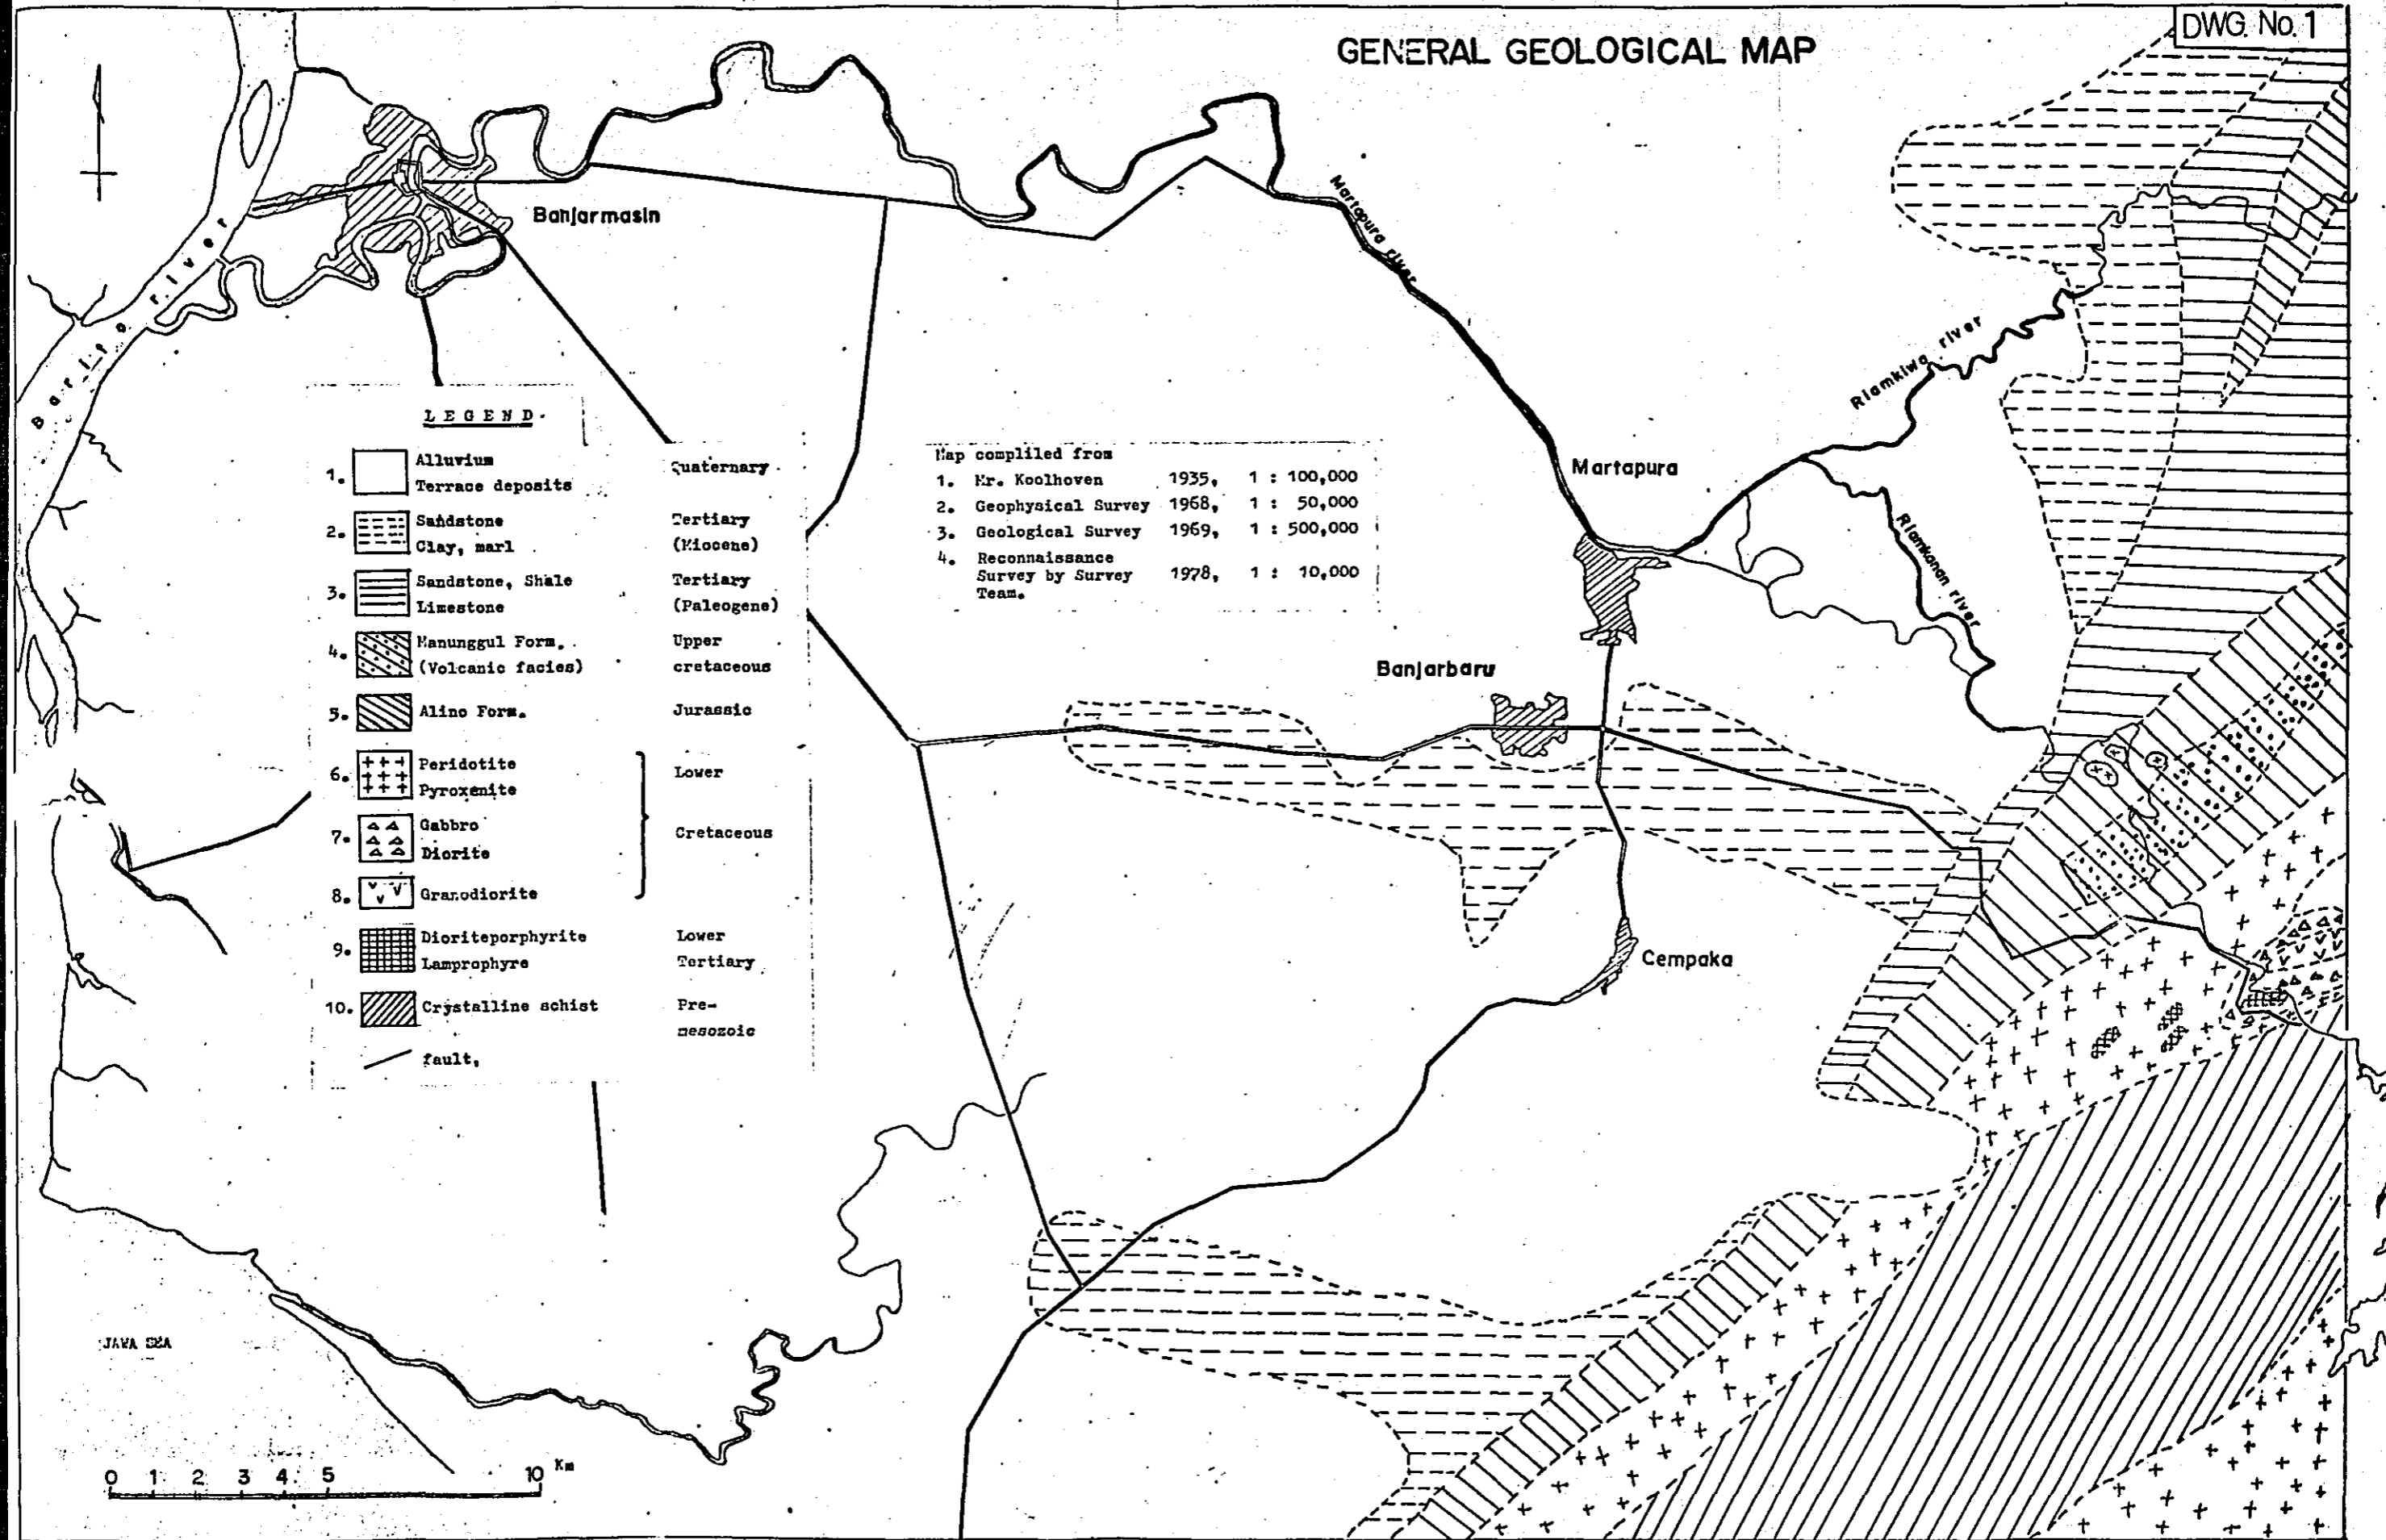 DWG. No. 1
GENERAL GEOLOGICAL MAP
Banjarmasin
Barito river
Martapura river
Riamkiwa river
Martapura
Riamkanan river
Banjarbaru
Cempaka
JAWA SEA
LEGEND.
1. Alluvium
Terrace deposits
Quaternary
2. Sandstone
Clay, marl
Tertiary
(Miocene)
3. Sandstone, Shale
Limestone
Tertiary
(Paleogene)
4. Manunggul Form.
(Volcanic facies)
Upper
cretaceous
5. Alino Form.
Jurassic
6. Peridotite
Pyroxenite
Lower
7. Gabbro
Diorite
Cretaceous
8. Granodiorite
9. Dioriteporphyrite
Lamprophyre
Lower
Tertiary
10. Crystalline schist
Pre-
mesozoic
fault,
Map compliled from
1. Mr. Koolhoven 1935, 1 : 100,000
2. Geophysical Survey 1968, 1 : 50,000
3. Geological Survey 1969, 1 : 500,000
4. Reconnaissance
Survey by Survey 1978, 1 : 10,000
Team.
0 1 2 3 4 5 10 Km